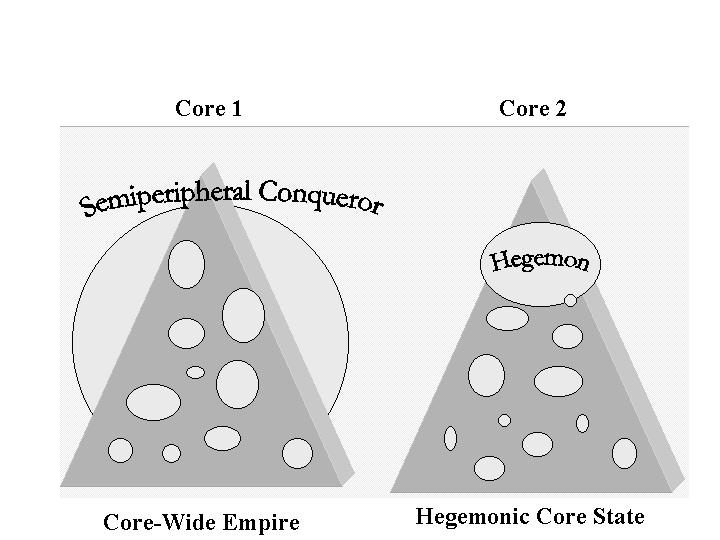 Core 1
Core 2
Semiperipheral Conqueror
Hegemon
Core-Wide Empire
Hegemonic Core State